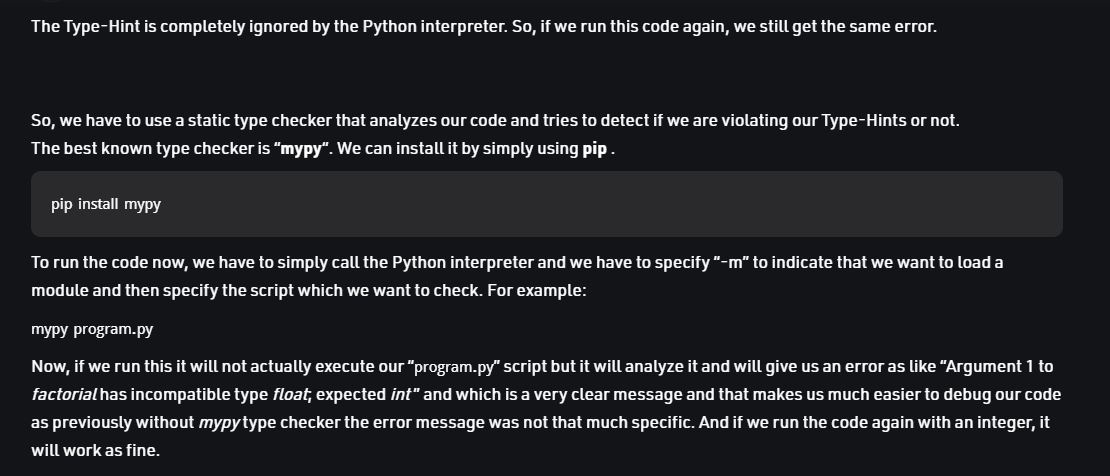 The Type-Hint is completely ignored by the Python interpreter. So, if we run this code again, we still get the same error.
So, we have to use a static type checker that analyzes our code and tries to detect if we are violating our Type-Hints or not.
The best known type checker is “mypy“. We can install it by simply using pip .
pip install mypy
To run the code now, we have to simply call the Python interpreter and we have to specify “-m” to indicate that we want to load a
module and then specify the script which we want to check. For example:
mypy program.py
Now, if we run this it will not actually execute our “program.py” script but it will analyze it and will give us an error as like “Argument 1 to
factorial has incompatible type float; expected int” and which is a very clear message and that makes us much easier to debug our code
as previously without mypy type checker the error message was not that much specific. And if we run the code again with an integer, it
will work as fine.